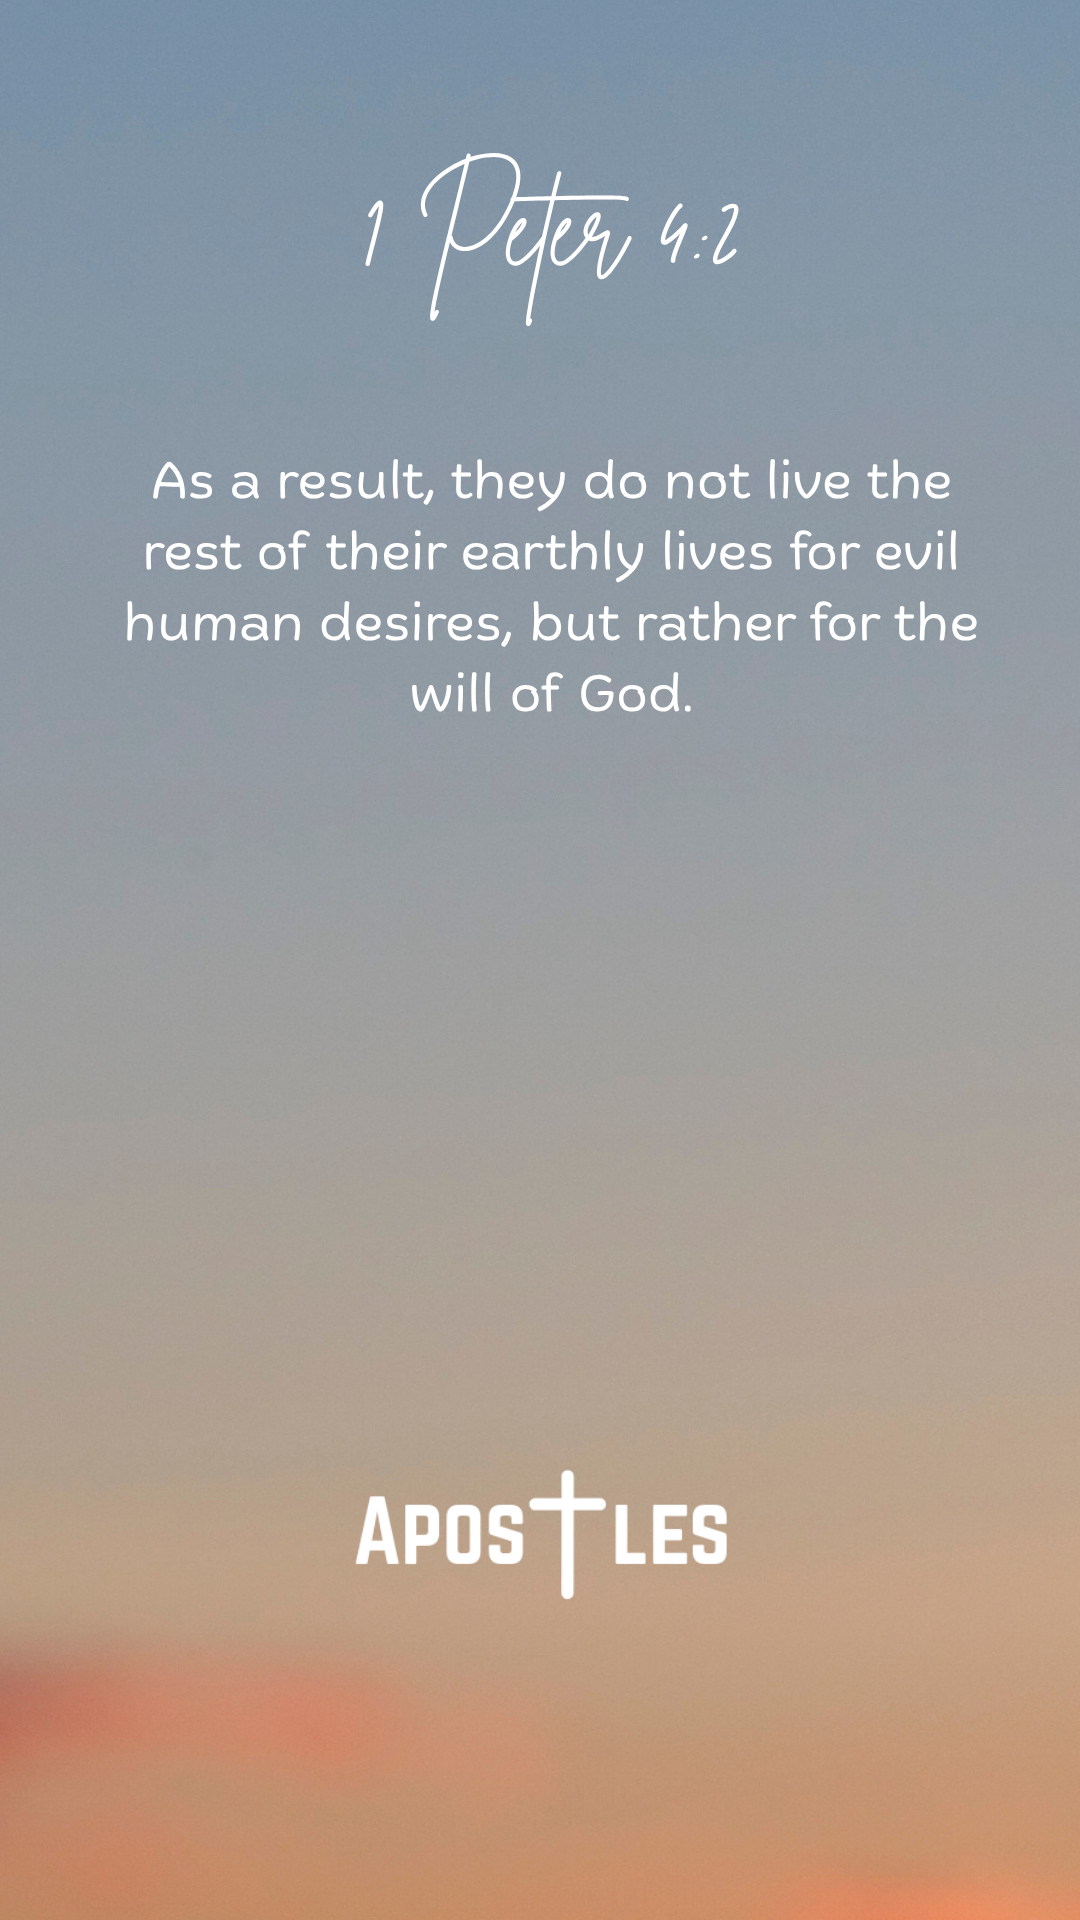 1 Peter 4:2
As a result, they do not live the
rest of their earthly lives for evil
human desires, but rather for the
will of God.
APOSTLES